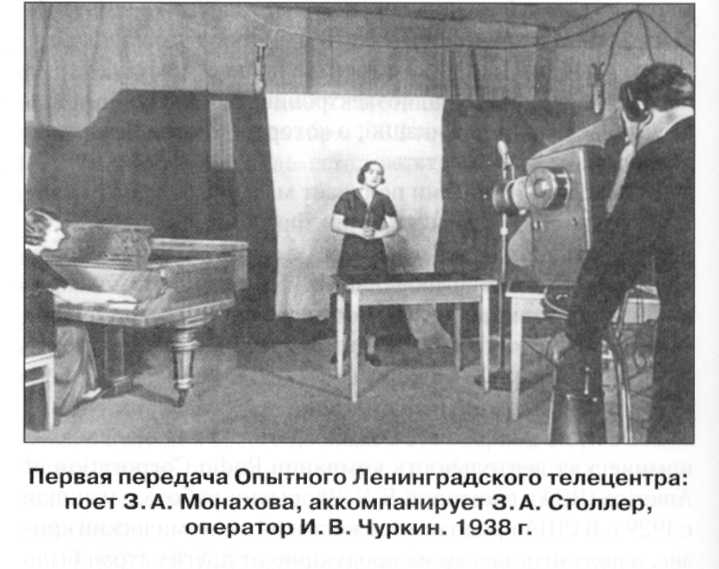 Первая передача Опытного Ленинградского телецентра:
поет З. А. Монахова, аккомпанирует З. А. Столлер,
оператор И. В. Чуркин. 1938 г.